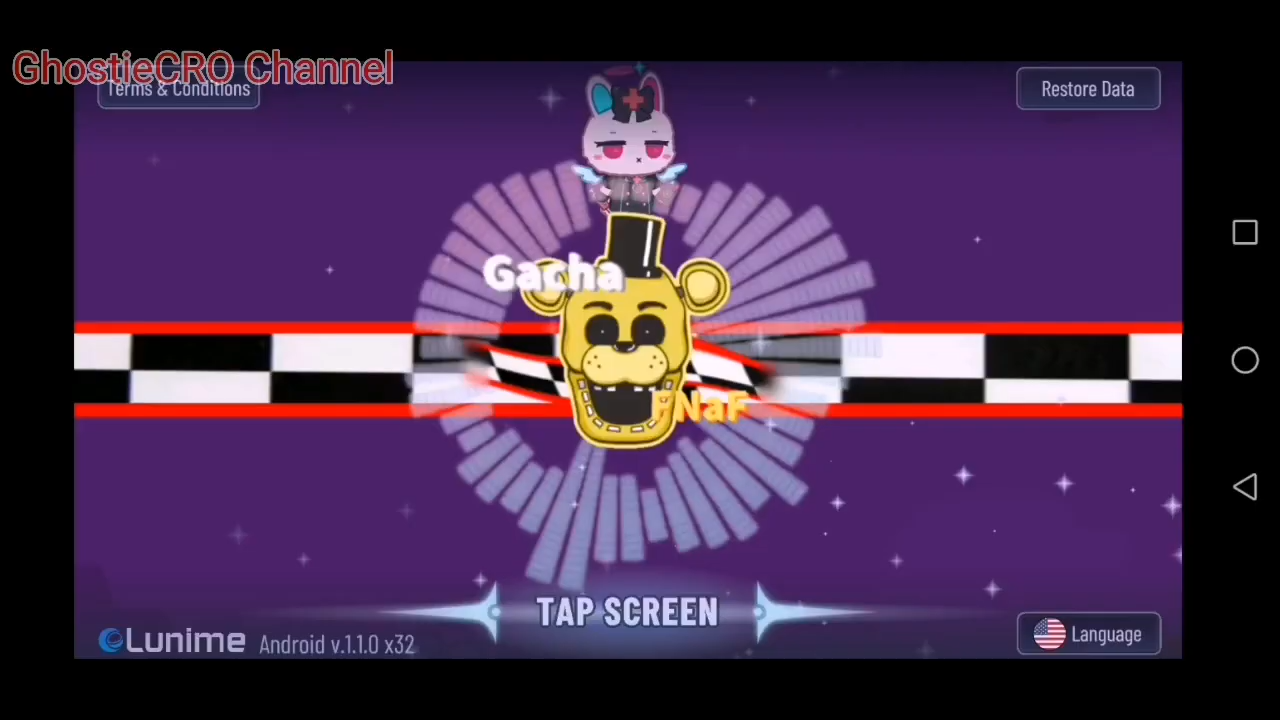 GhostieCRO Channel
Terms & Conditions
Restore Data
Gacha
FNaF
TAP SCREEN
Lunime
Android v.1.1.0 x32
Language